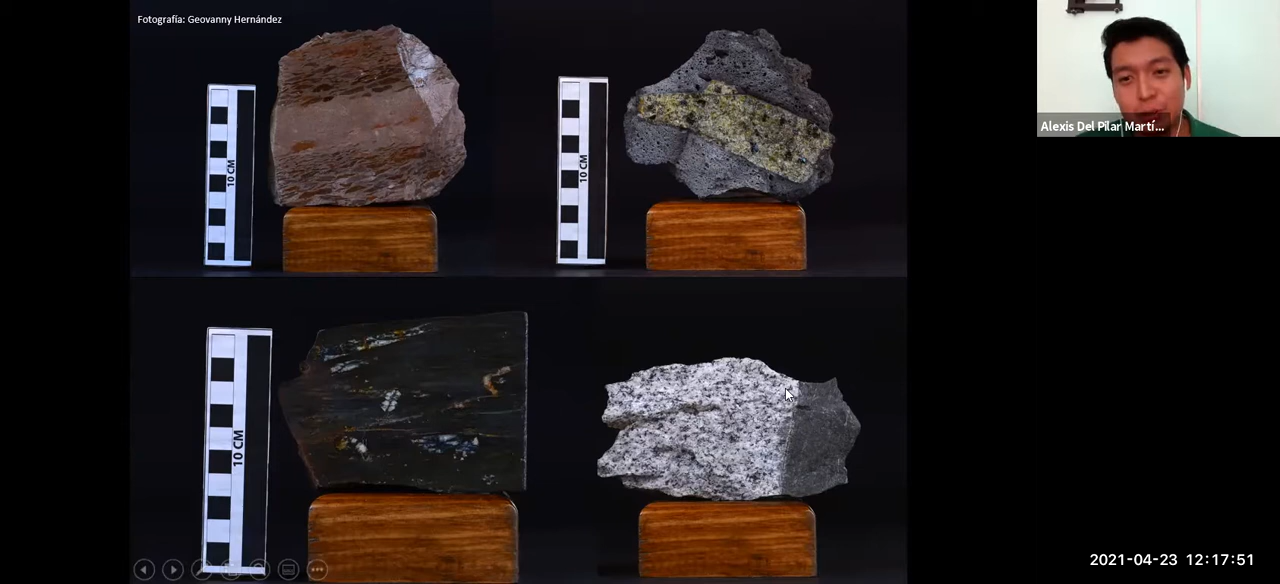 Fotografía: Geovanny Hernández
10 CM
10 CM
Alexis Del Pilar Martí...
10 CM
2021-04-23 12:17:51